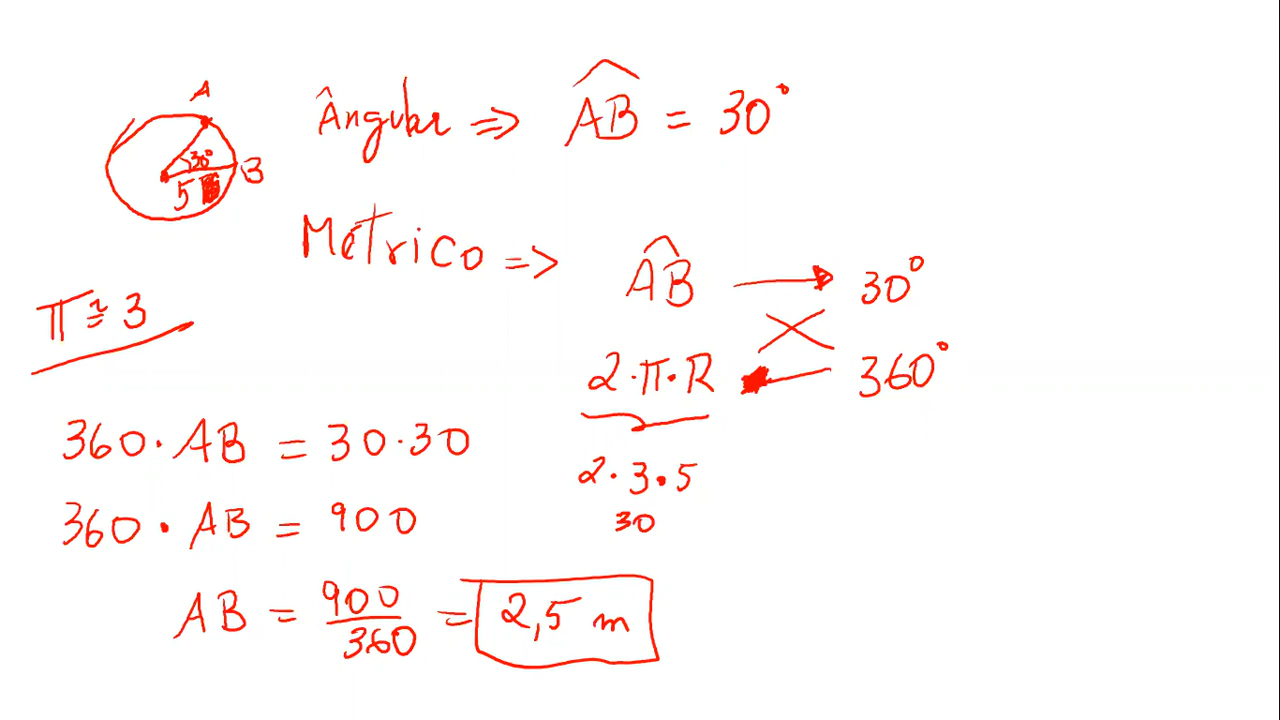 A
30°
B
5
Ângular => AB = 30°
Métrico => AB → 30°
π ≅ 3
2·π·R ← 360°
360·AB = 30·30
2·3·5
30
360·AB = 900
AB = 900/360 = 2,5 m